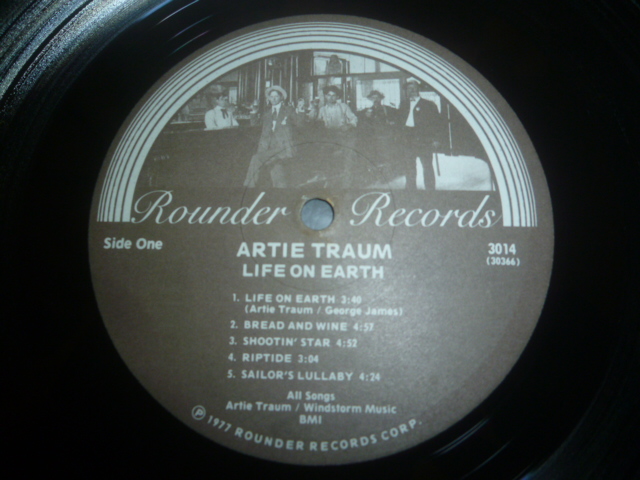 Rounder Records
Side One
3014
(30366)
ARTIE TRAUM
LIFE ON EARTH
1. LIFE ON EARTH 3:40
(Artie Traum / George James)
2. BREAD AND WINE 4:57
3. SHOOTIN' STAR 4:52
4. RIPTIDE 3:04
5. SAILOR'S LULLABY 4:24
All Songs
Artie Traum / Windstorm Music
BMI
Ⓟ 1977 ROUNDER RECORDS CORP.